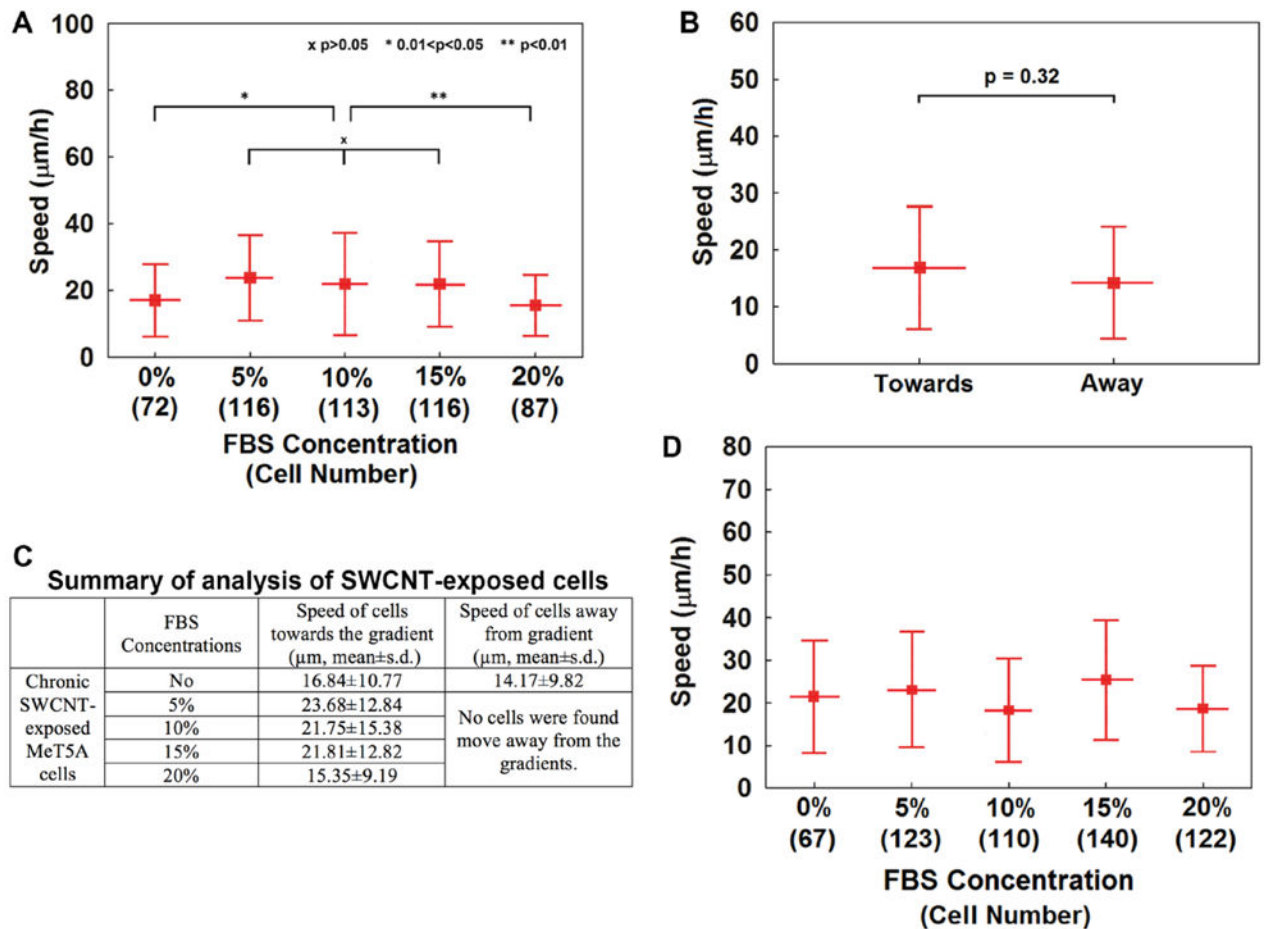 A
x p>0.05 * 0.01<p<0.05 ** p<0.01
100
80
60
40
20
0
Speed (μm/h)
*
**
x
0% 5% 10% 15% 20%
(72) (116) (113) (116) (87)
FBS Concentration
(Cell Number)
B
60
50
40
30
20
10
0
Speed (μm/h)
p = 0.32
Towards Away
C
Summary of analysis of SWCNT-exposed cells
FBS
Concentrations
Speed of cells
towards the gradient
(μm, mean±s.d.)
Speed of cells away
from gradient
(μm, mean±s.d.)
Chronic
SWCNT-
exposed
MeT5A
cells
No 16.84±10.77 14.17±9.82
5% 23.68±12.84
10% 21.75±15.38
15% 21.81±12.82
20% 15.35±9.19
No cells were found
move away from the
gradients.
D
80
70
60
50
40
30
20
10
0
Speed (μm/h)
0% 5% 10% 15% 20%
(67) (123) (110) (140) (122)
FBS Concentration
(Cell Number)